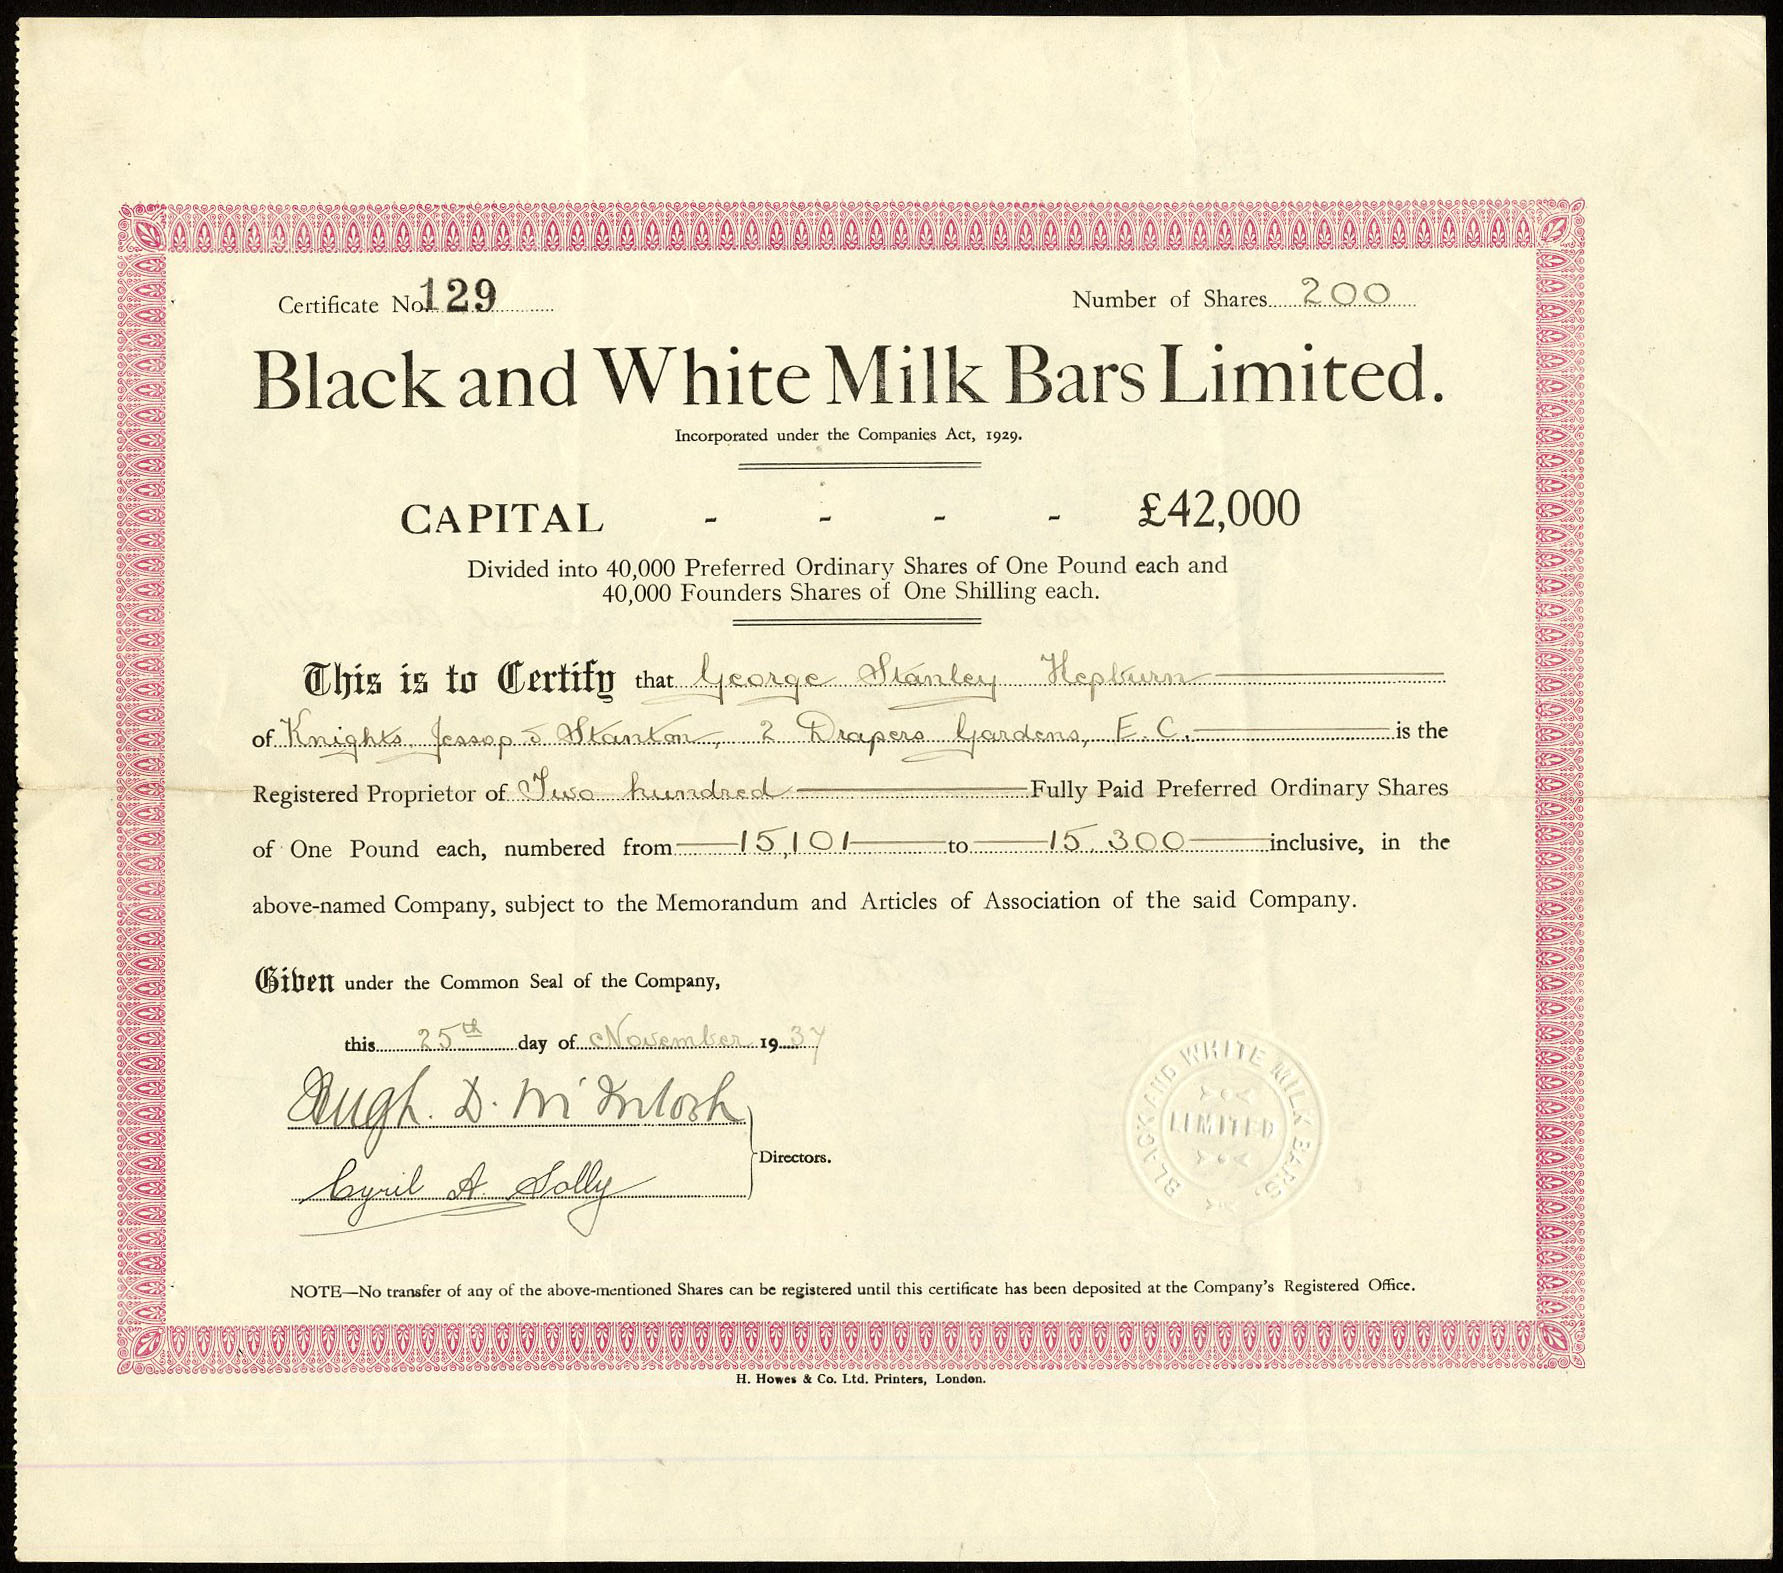 Certificate No. 129
Number of Shares 200
Black and White Milk Bars Limited.
Incorporated under the Companies Act, 1929.
CAPITAL - - - - £42,000
Divided into 40,000 Preferred Ordinary Shares of One Pound each and
40,000 Founders Shares of One Shilling each.
This is to Certify that George Stanley Hepburn
of Knights, Jessop & Stanton, 2 Drapers Gardens, E.C. is the
Registered Proprietor of Two hundred Fully Paid Preferred Ordinary Shares
of One Pound each, numbered from 15,101 to 15,300 inclusive, in the
above-named Company, subject to the Memorandum and Articles of Association of the said Company.
Given under the Common Seal of the Company,
this 25th day of November 1937
Hugh. D. McIntosh
Cyril A. Solly
Directors.
BLACK AND WHITE MILK BARS,
LIMITED
NOTE—No transfer of any of the above-mentioned Shares can be registered until this certificate has been deposited at the Company's Registered Office.
H. Howes & Co. Ltd. Printers, London.